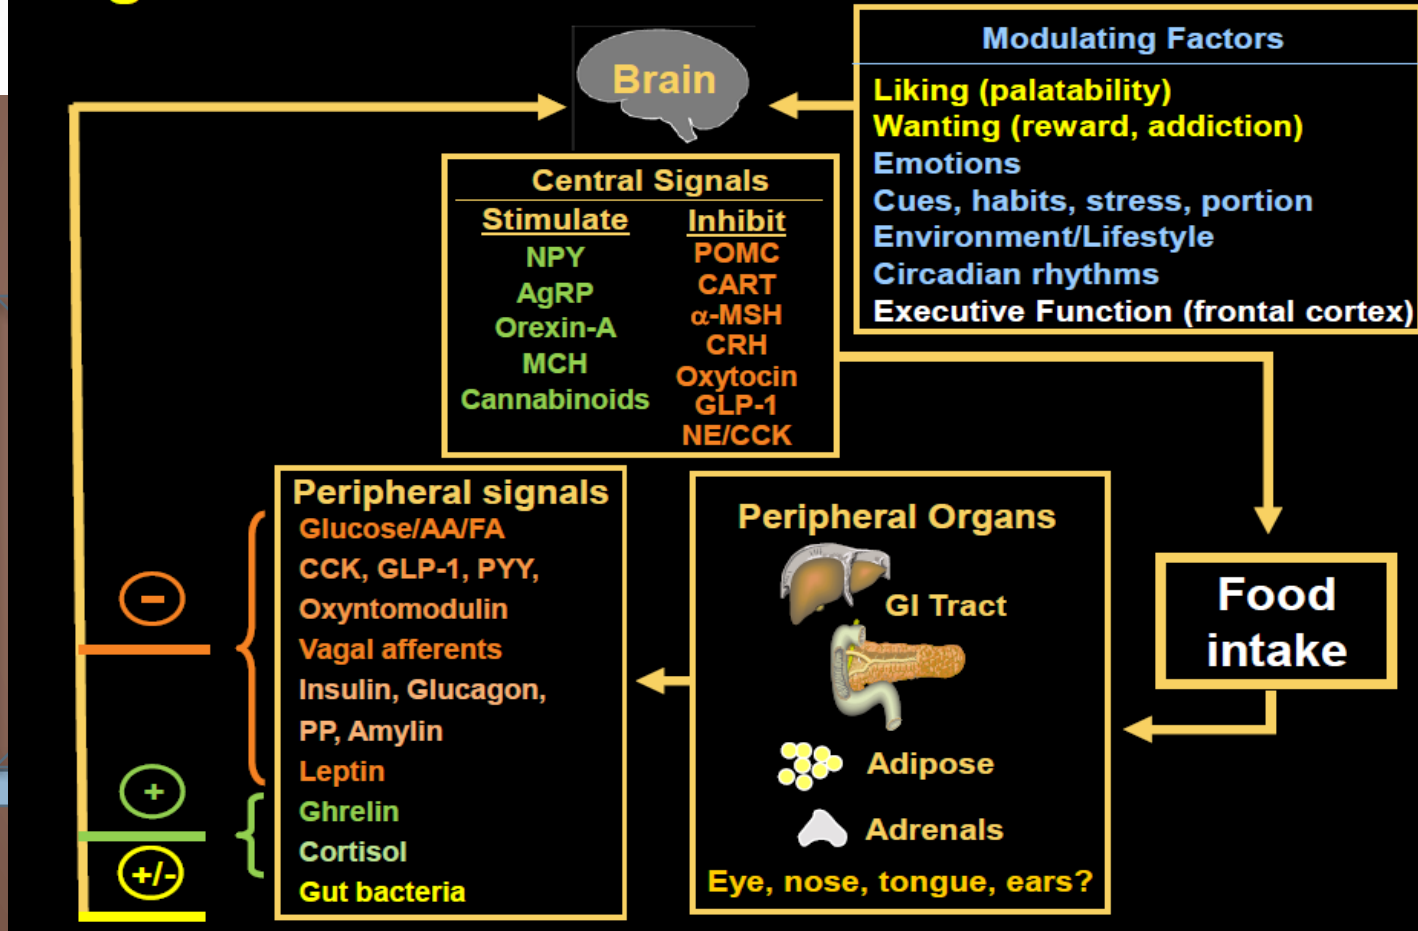 Brain
Modulating Factors
Liking (palatability)
Wanting (reward, addiction)
Emotions
Cues, habits, stress, portion
Environment/Lifestyle
Circadian rhythms
Executive Function (frontal cortex)
Central Signals
Stimulate
NPY
AgRP
Orexin-A
MCH
Cannabinoids
Inhibit
POMC
CART
α-MSH
CRH
Oxytocin
GLP-1
NE/CCK
Food
intake
Peripheral Organs
GI Tract
Adipose
Adrenals
Eye, nose, tongue, ears?
Peripheral signals
Glucose/AA/FA
CCK, GLP-1, PYY,
Oxyntomodulin
Vagal afferents
Insulin, Glucagon,
PP, Amylin
Leptin
Ghrelin
Cortisol
Gut bacteria
−
+
+/-